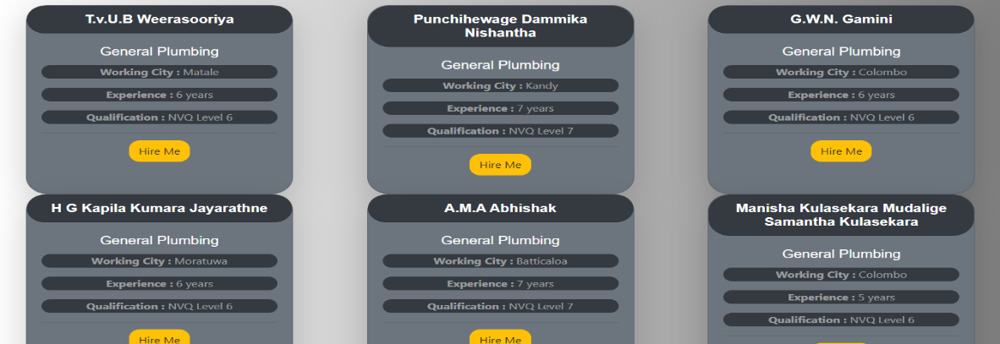 T.v.U.B Weerasooriya
General Plumbing
Working City : Matale
Experience : 6 years
Qualification : NVQ Level 6
Hire Me
Punchihewage Dammika
Nishantha
General Plumbing
Working City : Kandy
Experience : 7 years
Qualification : NVQ Level 7
Hire Me
G.W.N. Gamini
General Plumbing
Working City : Colombo
Experience : 6 years
Qualification : NVQ Level 6
Hire Me
H G Kapila Kumara Jayarathne
General Plumbing
Working City : Moratuwa
Experience : 6 years
Qualification : NVQ Level 6
Hire Me
A.M.A Abhishak
General Plumbing
Working City : Batticaloa
Experience : 7 years
Qualification : NVQ Level 7
Hire Me
Manisha Kulasekara Mudalige
Samantha Kulasekara
General Plumbing
Working City : Colombo
Experience : 5 years
Qualification : NVQ Level 6